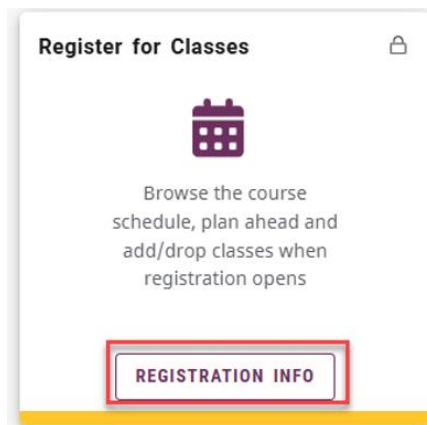 Register for Classes
Browse the course
schedule, plan ahead and
add/drop classes when
registration opens
REGISTRATION INFO